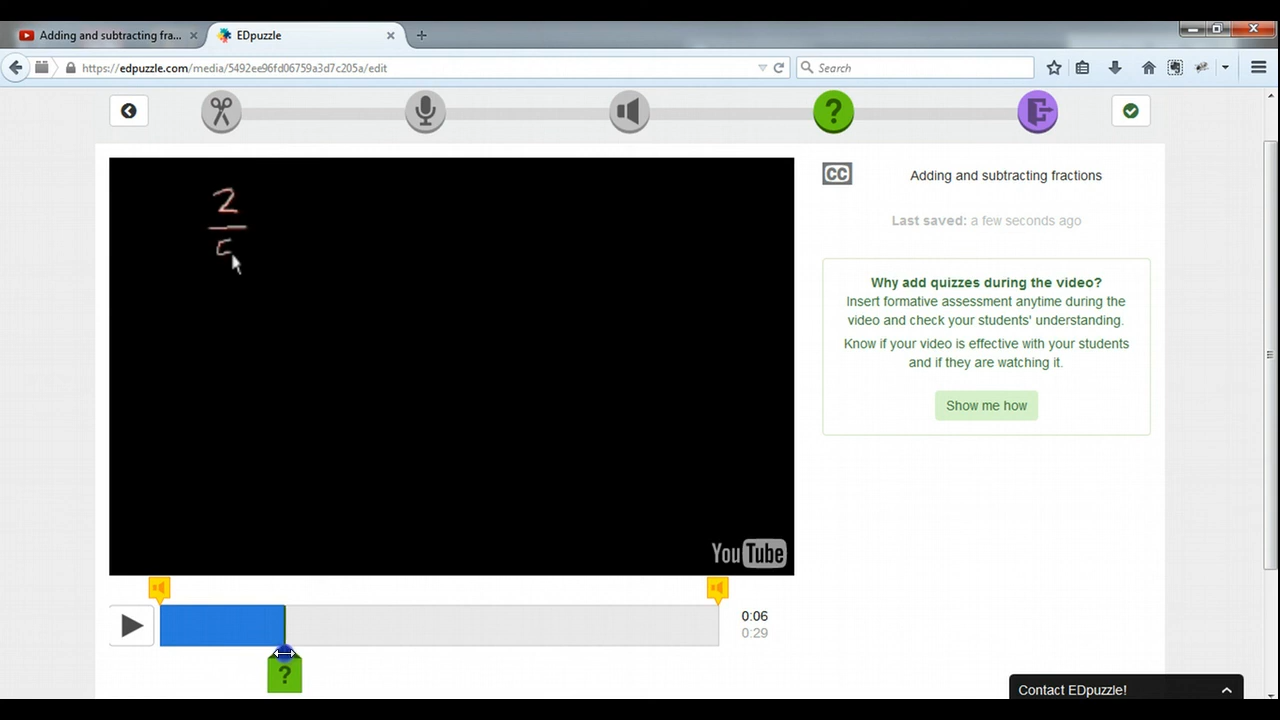 Adding and subtracting fra...
EDpuzzle
https://edpuzzle.com/media/5492ee96fd06759a3d7c205a/edit
Search
?
2
CC
Adding and subtracting fractions
Last saved: a few seconds ago
Why add quizzes during the video?
Insert formative assessment anytime during the
video and check your students' understanding.
Know if your video is effective with your students
and if they are watching it.
Show me how
YouTube
0:06
0:29
?
Contact EDpuzzle!